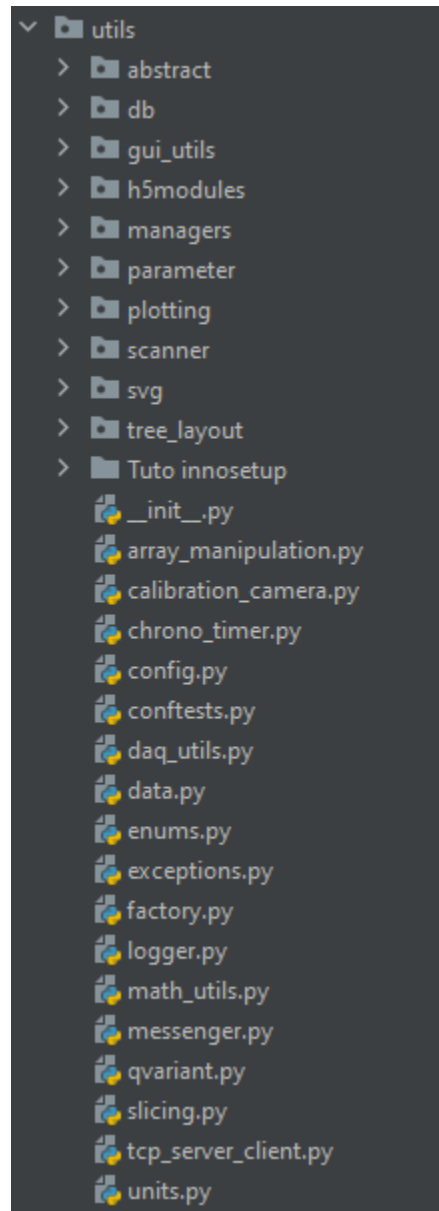 utils
abstract
db
gui_utils
h5modules
managers
parameter
plotting
scanner
svg
tree_layout
Tuto innosetup
__init__.py
array_manipulation.py
calibration_camera.py
chrono_timer.py
config.py
conftests.py
daq_utils.py
data.py
enums.py
exceptions.py
factory.py
logger.py
math_utils.py
messenger.py
qvariant.py
slicing.py
tcp_server_client.py
units.py